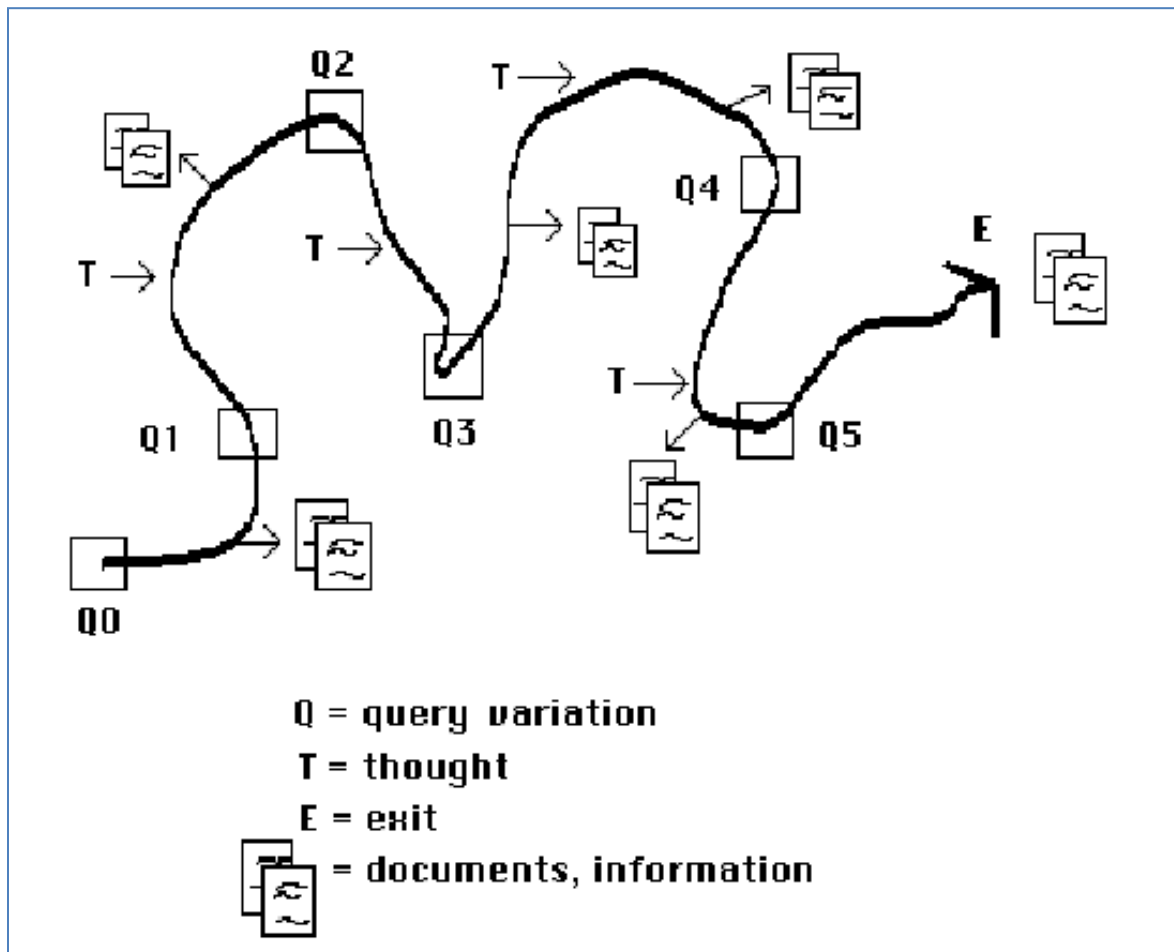 Q2
T
T
Q4
T
E
Q1
Q3
T
Q5
Q0
Q = query variation
T = thought
E = exit
= documents, information